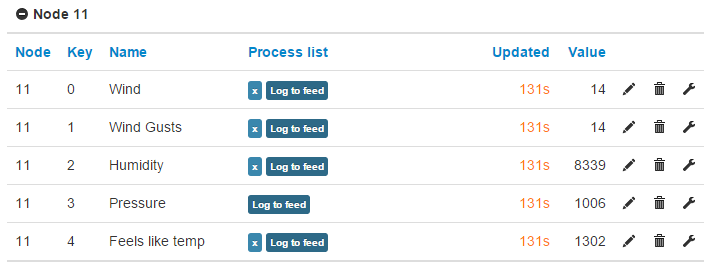 Node 11
Node Key Name Process list Updated Value
11 0 Wind x Log to feed 131s 14
11 1 Wind Gusts x Log to feed 131s 14
11 2 Humidity x Log to feed 131s 8339
11 3 Pressure Log to feed 131s 1006
11 4 Feels like temp x Log to feed 131s 1302